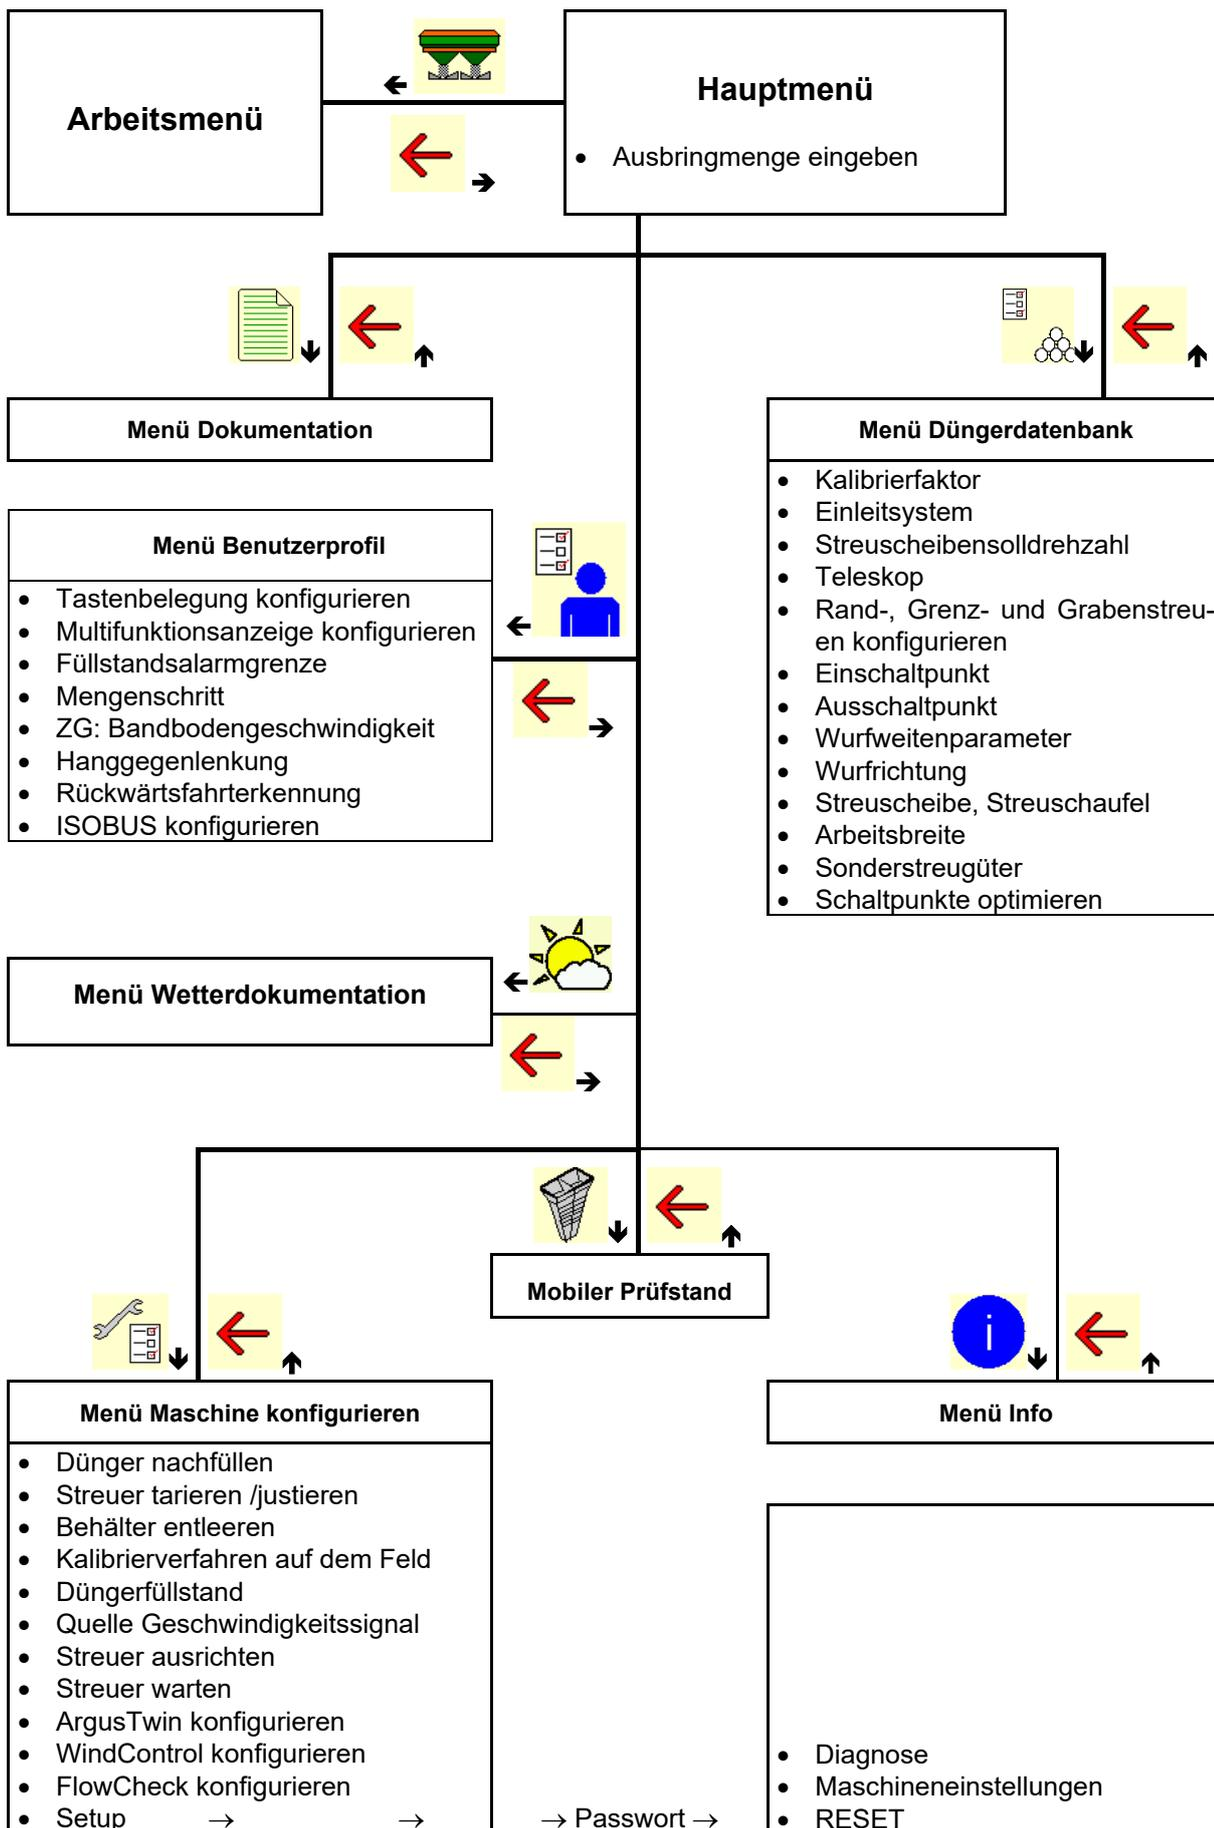 Arbeitsmenü
Hauptmenü
• Ausbringmenge eingeben
Menü Dokumentation
Menü Düngerdatenbank
• Kalibrierfaktor
• Einleitsystem
• Streuscheibensolldrehzahl
• Teleskop
• Rand-, Grenz- und Grabenstreu-
en konfigurieren
• Einschaltpunkt
• Ausschaltpunkt
• Wurfweitenparameter
• Wurfrichtung
• Streuscheibe, Streuschaufel
• Arbeitsbreite
• Sonderstreugüter
• Schaltpunkte optimieren
Menü Benutzerprofil
• Tastenbelegung konfigurieren
• Multifunktionsanzeige konfigurieren
• Füllstandsalarmgrenze
• Mengenschritt
• ZG: Bandbodengeschwindigkeit
• Hanggegenlenkung
• Rückwärtsfahrterkennung
• ISOBUS konfigurieren
Menü Wetterdokumentation
Mobiler Prüfstand
Menü Maschine konfigurieren
• Dünger nachfüllen
• Streuer tarieren /justieren
• Behälter entleeren
• Kalibrierverfahren auf dem Feld
• Düngerfüllstand
• Quelle Geschwindigkeitssignal
• Streuer ausrichten
• Streuer warten
• ArgusTwin konfigurieren
• WindControl konfigurieren
• FlowCheck konfigurieren
• Setup → → → Passwort →
i
Menü Info
• Diagnose
• Maschineneinstellungen
• RESET